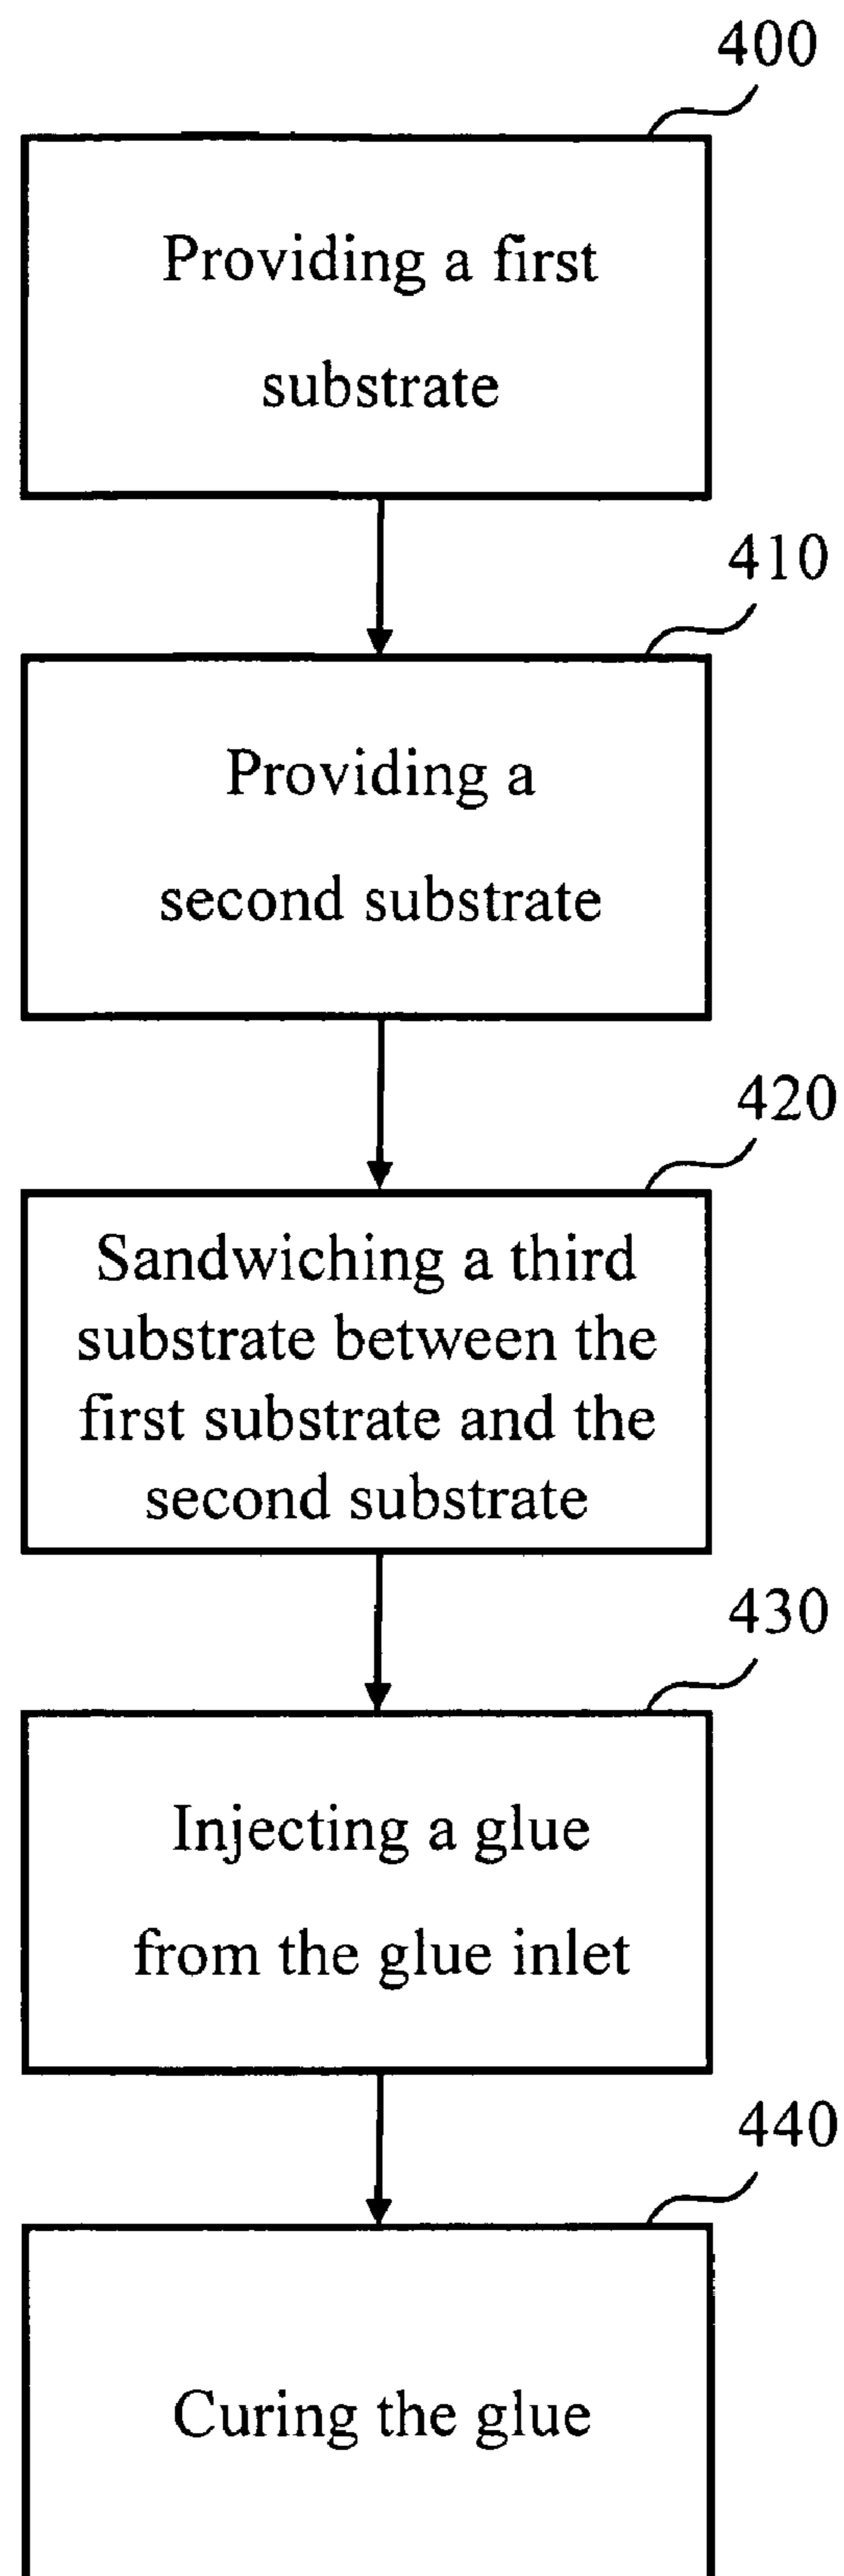 400
Providing a first
substrate
410
Providing a
second substrate
420
Sandwiching a third
substrate between the
first substrate and the
second substrate
430
Injecting a glue
from the glue inlet
440
Curing the glue